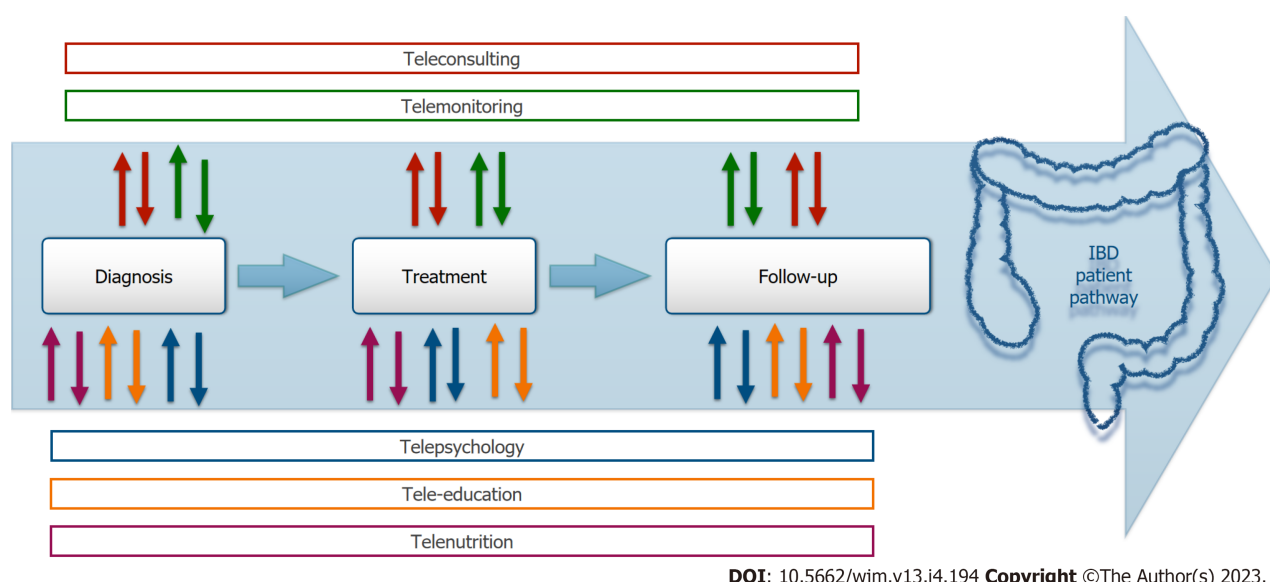 Teleconsulting
Telemonitoring
Diagnosis
Treatment
Follow-up
IBD
patient
pathway
Telepsychology
Tele-education
Telenutrition
DOI: 10.5662/wjm.v13.i4.194 Copyright ©The Author(s) 2023.